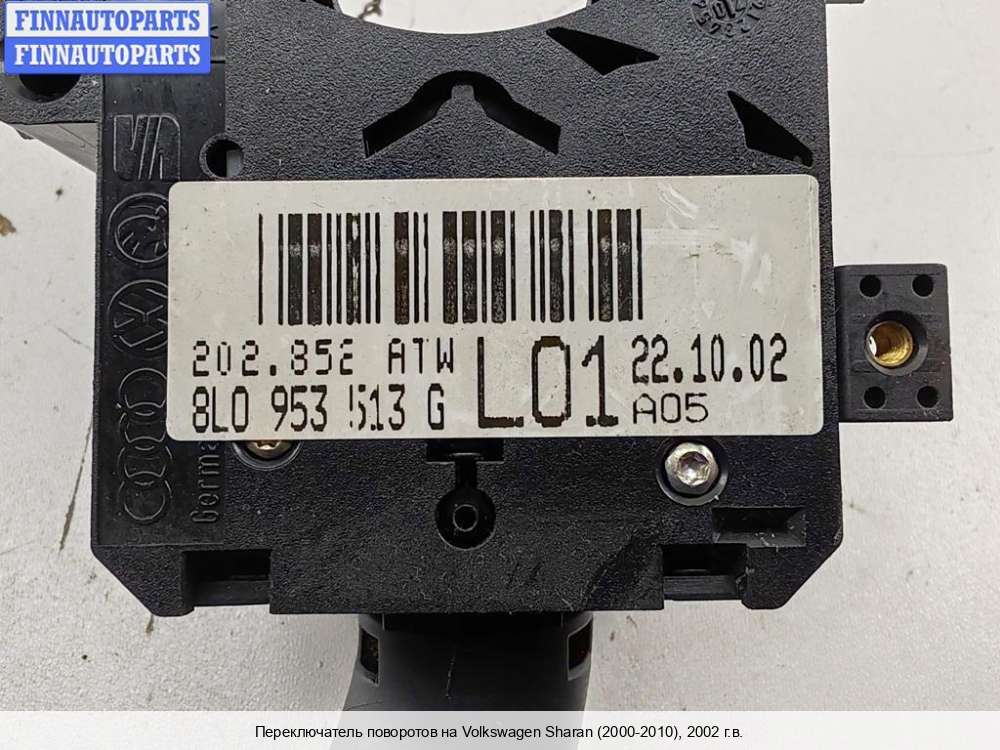 FINNAUTOPARTS
FINNAUTOPARTS
202.852 ATW
8L0 953 513 G
L01
22.10.02
A05
Germa
Переключатель поворотов на Volkswagen Sharan (2000-2010), 2002 г.в.